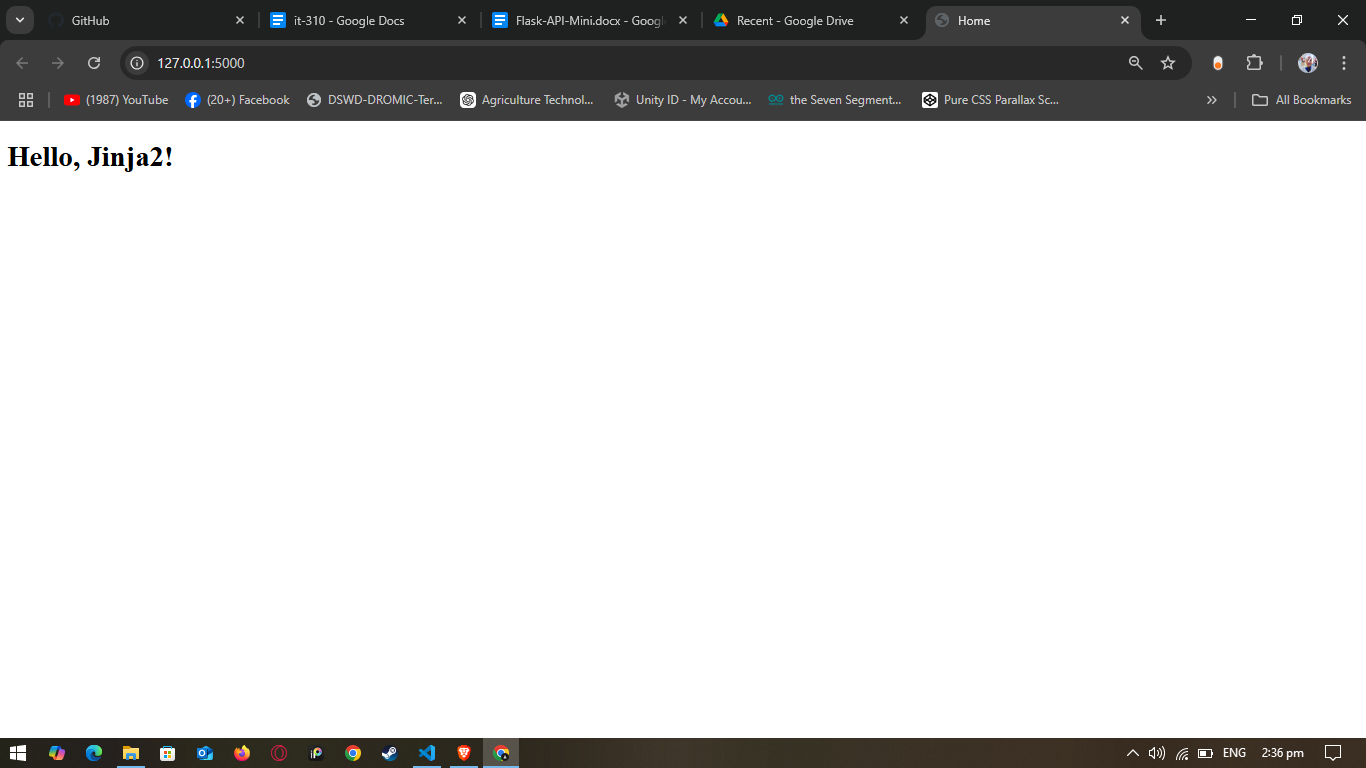 GitHub
it-310 - Google Docs
Flask-API-Mini.docx - Googl
Recent - Google Drive
Home
127.0.0.1:5000
(1987) YouTube
(20+) Facebook
DSWD-DROMIC-Ter...
Agriculture Technol...
Unity ID - My Accou...
the Seven Segment...
Pure CSS Parallax Sc...
All Bookmarks
Hello, Jinja2!
ENG
2:36 pm